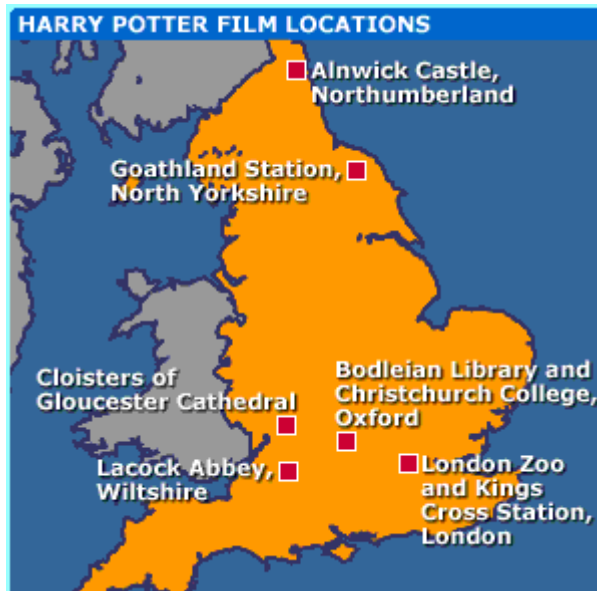 HARRY POTTER FILM LOCATIONS
Alnwick Castle,
Northumberland
Goathland Station,
North Yorkshire
Cloisters of
Gloucester Cathedral
Bodleian Library and
Christchurch College,
Oxford
Lacock Abbey,
Wiltshire
London Zoo
and Kings
Cross Station,
London